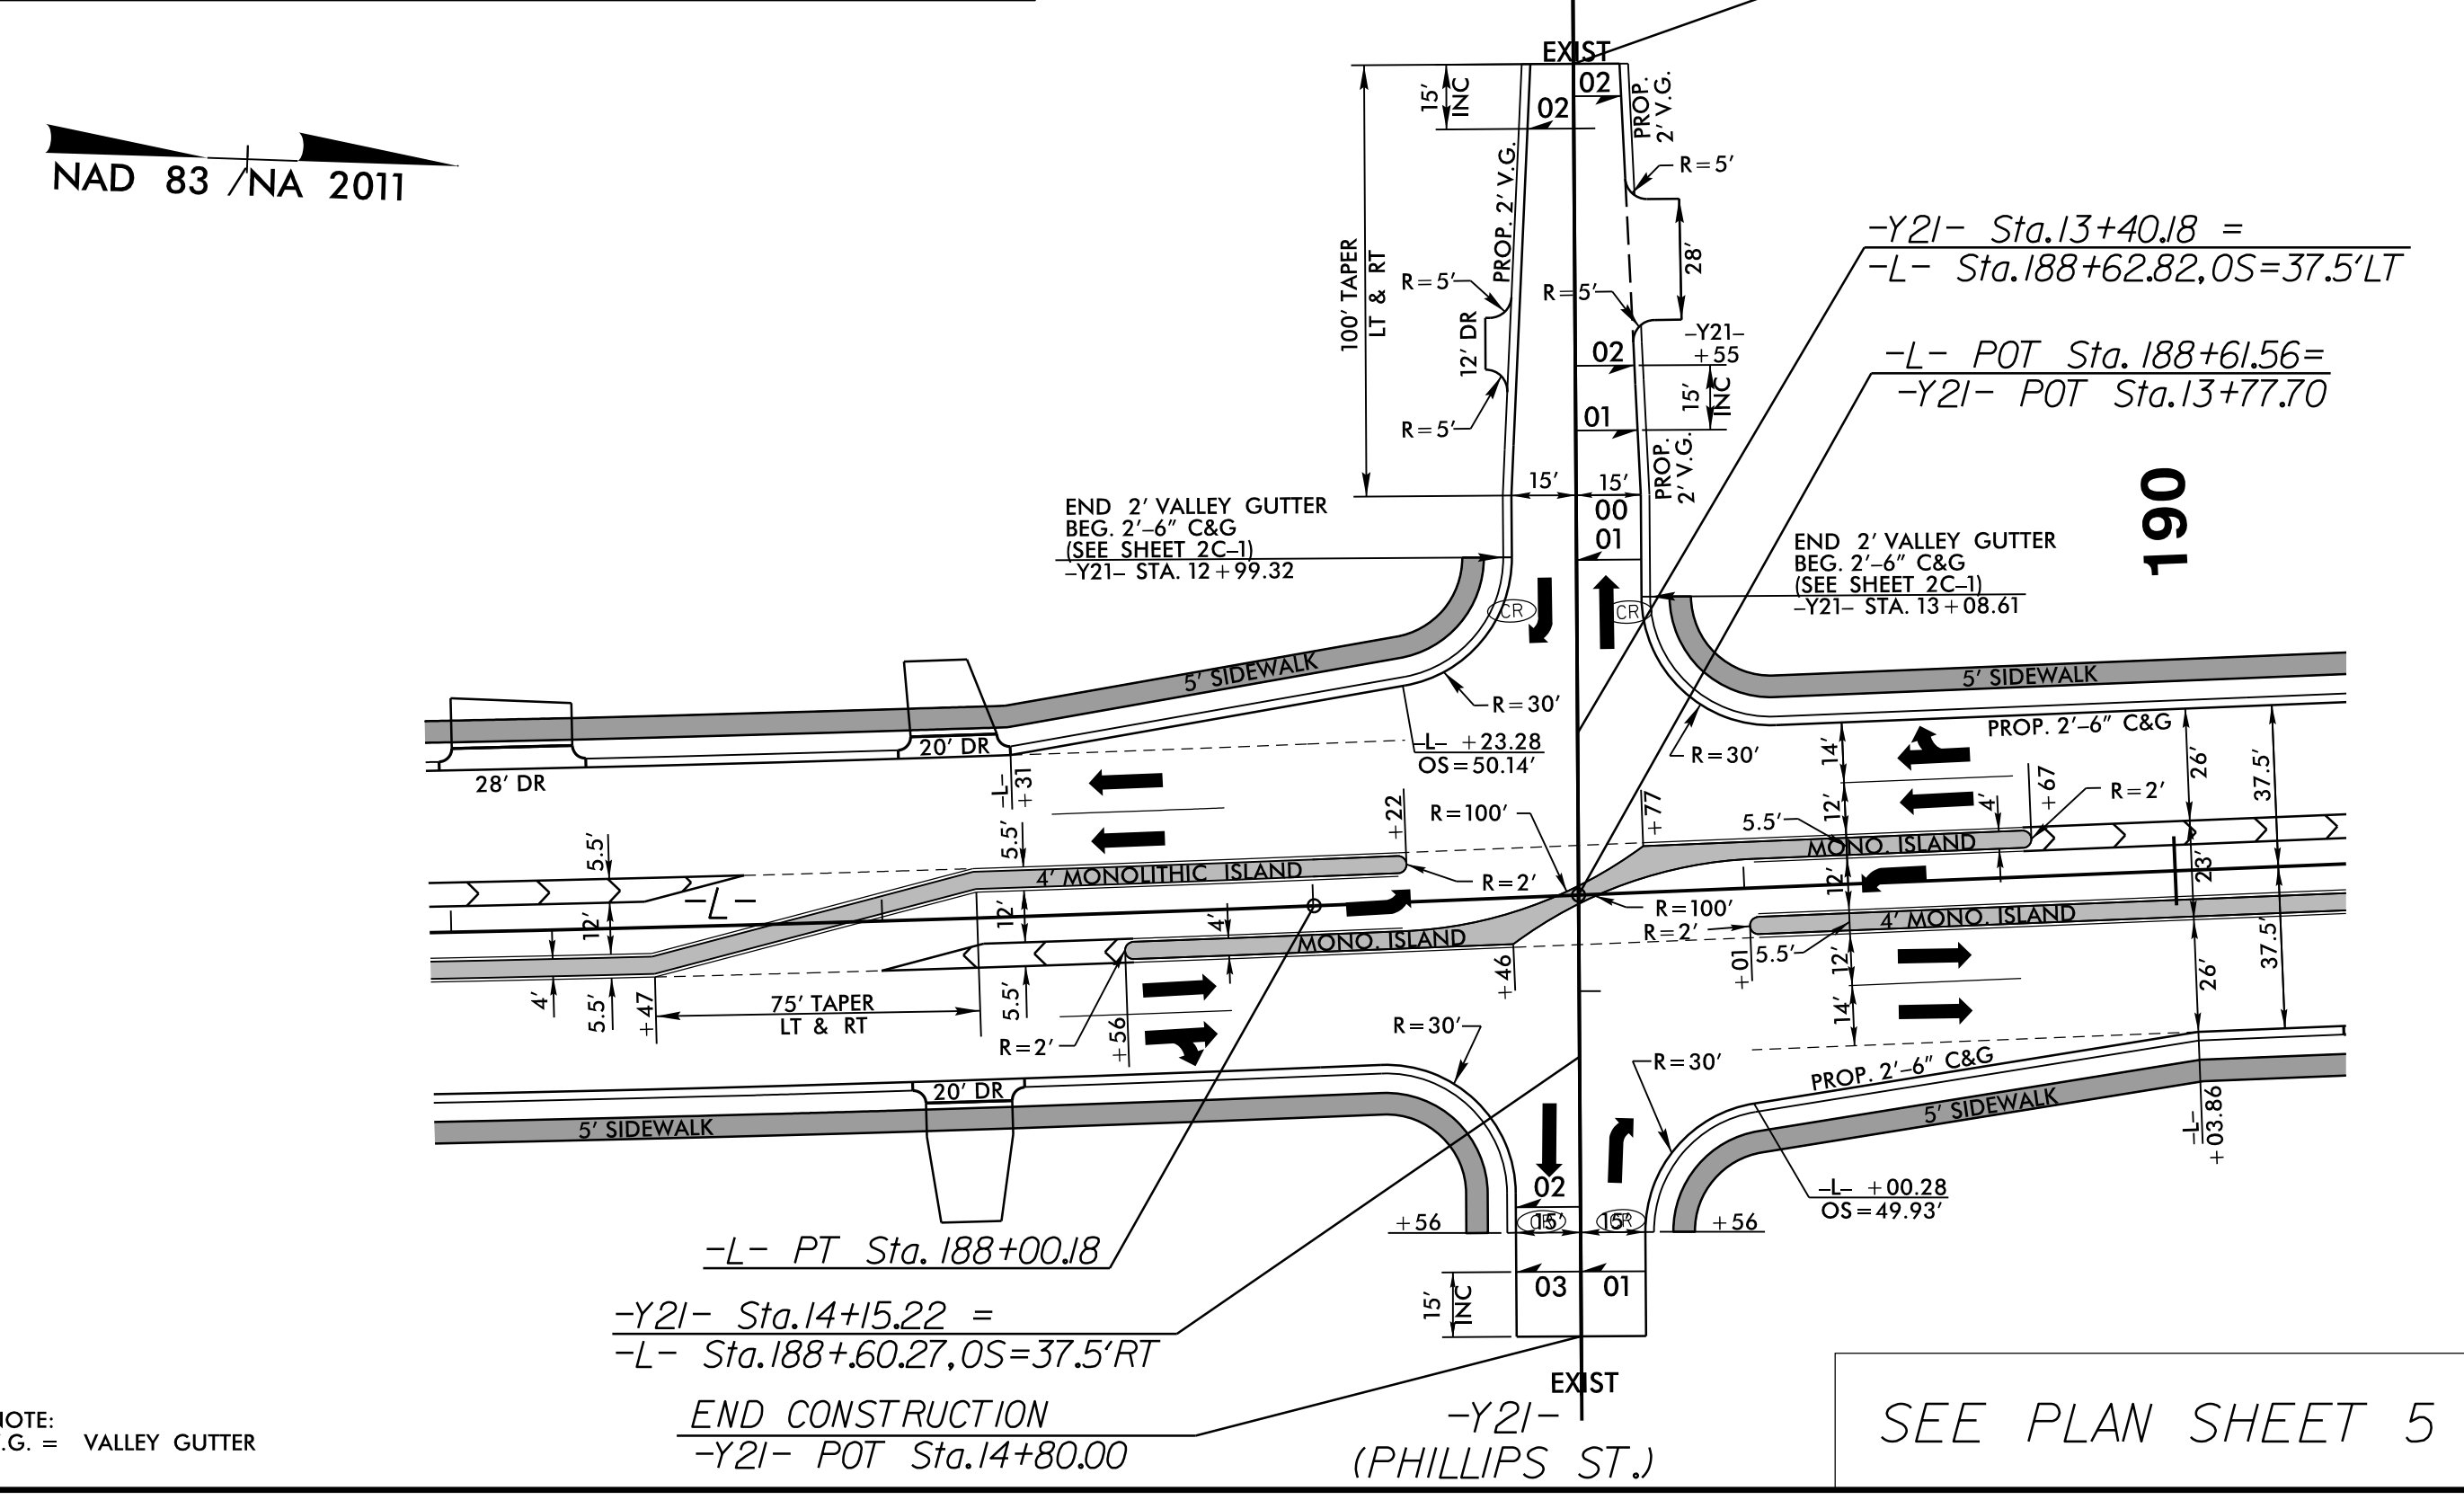 EXIST
02
02
15'
INC
PROP.
2' V.G.
NAD 83 /NA 2011
R=5'
PROP. 2' V.G.
100' TAPER
LT & RT
28'
-Y21- Sta.13+40.18 =
-L- Sta.188+62.82,OS=37.5'LT
R=5'
R=5'
12' DR
02
-Y21-
+55
-L- POT Sta. 188+61.56=
-Y21- POT Sta.13+77.70
15'
INC
01
R=5'
PROP.
2' V.G.
15'
15'
00
01
190
END 2' VALLEY GUTTER
BEG. 2'-6" C&G
(SEE SHEET 2C-1)
-Y21- STA. 12+99.32
END 2' VALLEY GUTTER
BEG. 2'-6" C&G
(SEE SHEET 2C-1)
-Y21- STA. 13+08.61
CR
CR
5' SIDEWALK
5' SIDEWALK
R=30'
R=30'
PROP. 2'-6" C&G
20' DR
28' DR
-L- +23.28
OS=50.14'
-L-
+31
14'
26'
37.5'
+67
R=2'
+22
R=100'
+77
5.5'
12'
4'
5.5'
5.5'
MONO. ISLAND
4' MONOLITHIC ISLAND
R=2'
-L-
12'
12'
12'
23'
R=100'
R=2'
4' MONO. ISLAND
4'
MONO. ISLAND
+46
+01
5.5'
12'
26'
37.5'
4'
5.5'
+47
75' TAPER
LT & RT
5.5'
+56
R=2'
R=30'
14'
R=30'
PROP. 2'-6" C&G
20' DR
5' SIDEWALK
5' SIDEWALK
-L-
+03.86
02
-L- +00.28
OS=49.93'
+56
CR
15'
15'
CR
+56
-L- PT Sta. 188+00.18
03
01
15'
INC
-Y21- Sta.14+15.22 =
-L- Sta.188+.60.27,OS=37.5'RT
EXIST
END CONSTRUCTION
-Y21- POT Sta.14+80.00
-Y21-
(PHILLIPS ST.)
SEE PLAN SHEET 5
NOTE:
.G. = VALLEY GUTTER